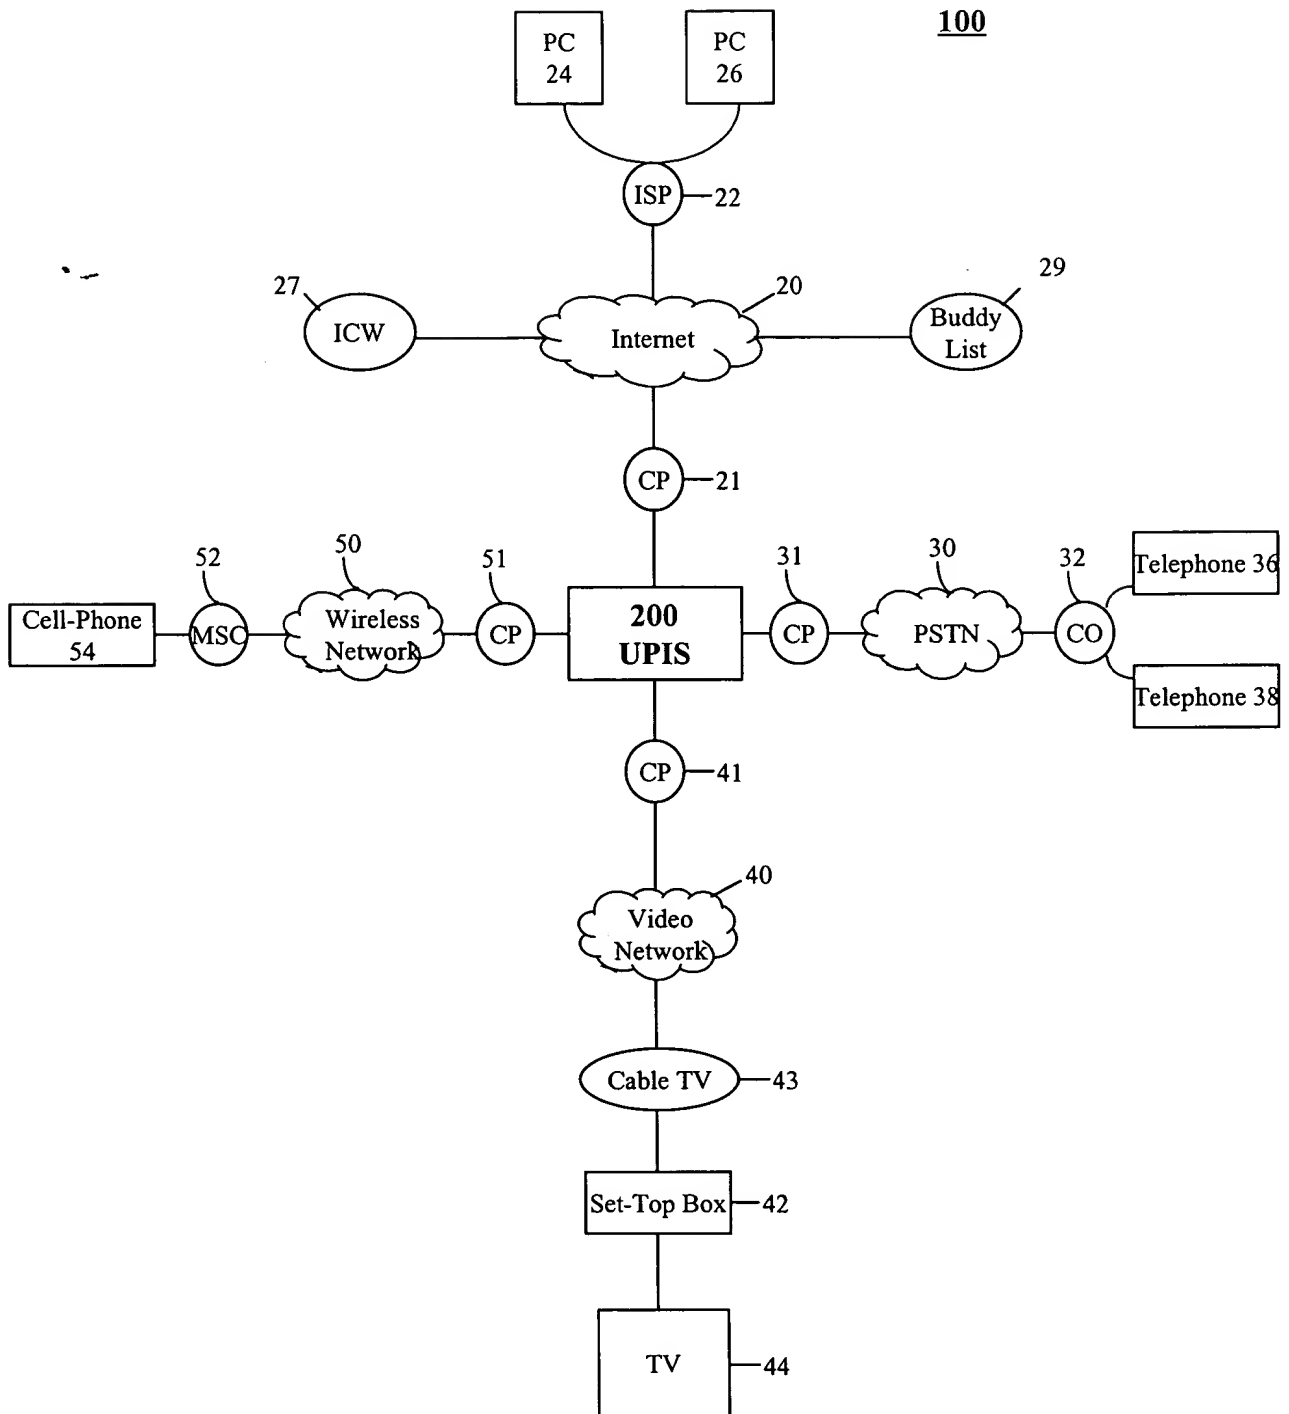 100
PC
24
PC
26
ISP
22
27
ICW
20
Internet
29
Buddy
List
CP
21
52
50
51
31
30
32
Cell-Phone
54
MSC
Wireless
Network
CP
200
UPIS
CP
PSTN
CO
Telephone 36
Telephone 38
CP
41
40
Video
Network
Cable TV
43
Set-Top Box
42
TV
44